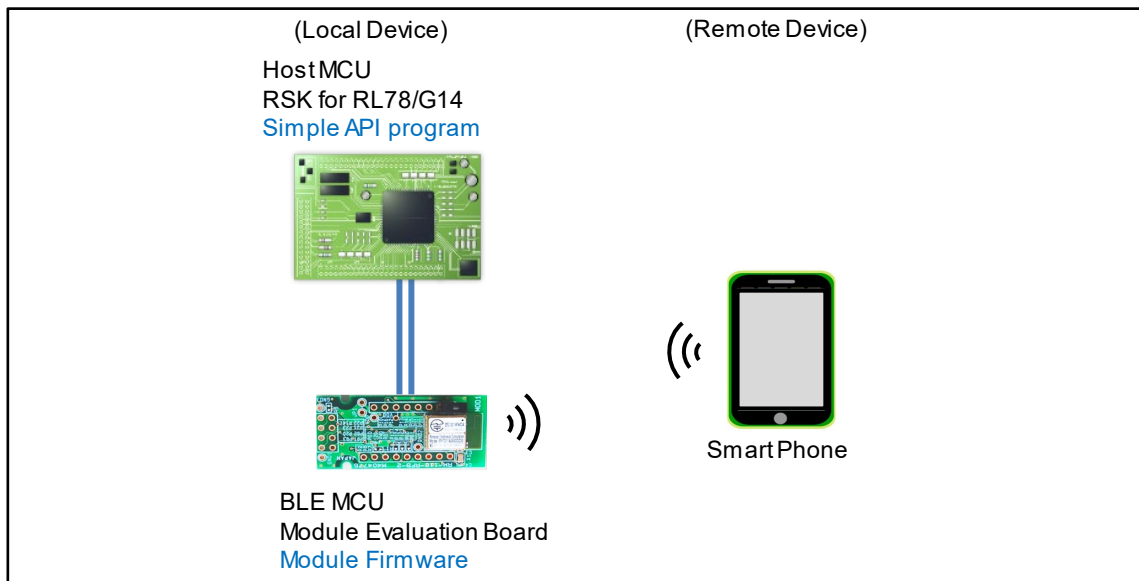 (Local Device)
(Remote Device)
Host MCU
RSK for RL78/G14
Simple API program
Smart Phone
BLE MCU
Module Evaluation Board
Module Firmware